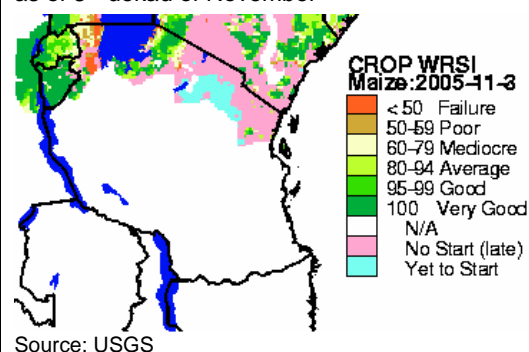 CROP WRSI
Maize:2005-11-3
< 50 Failure
50-59 Poor
60-79 Mediocre
80-94 Average
95-99 Good
100 Very Good
N/A
No Start (late)
Yet to Start
Source: USGS